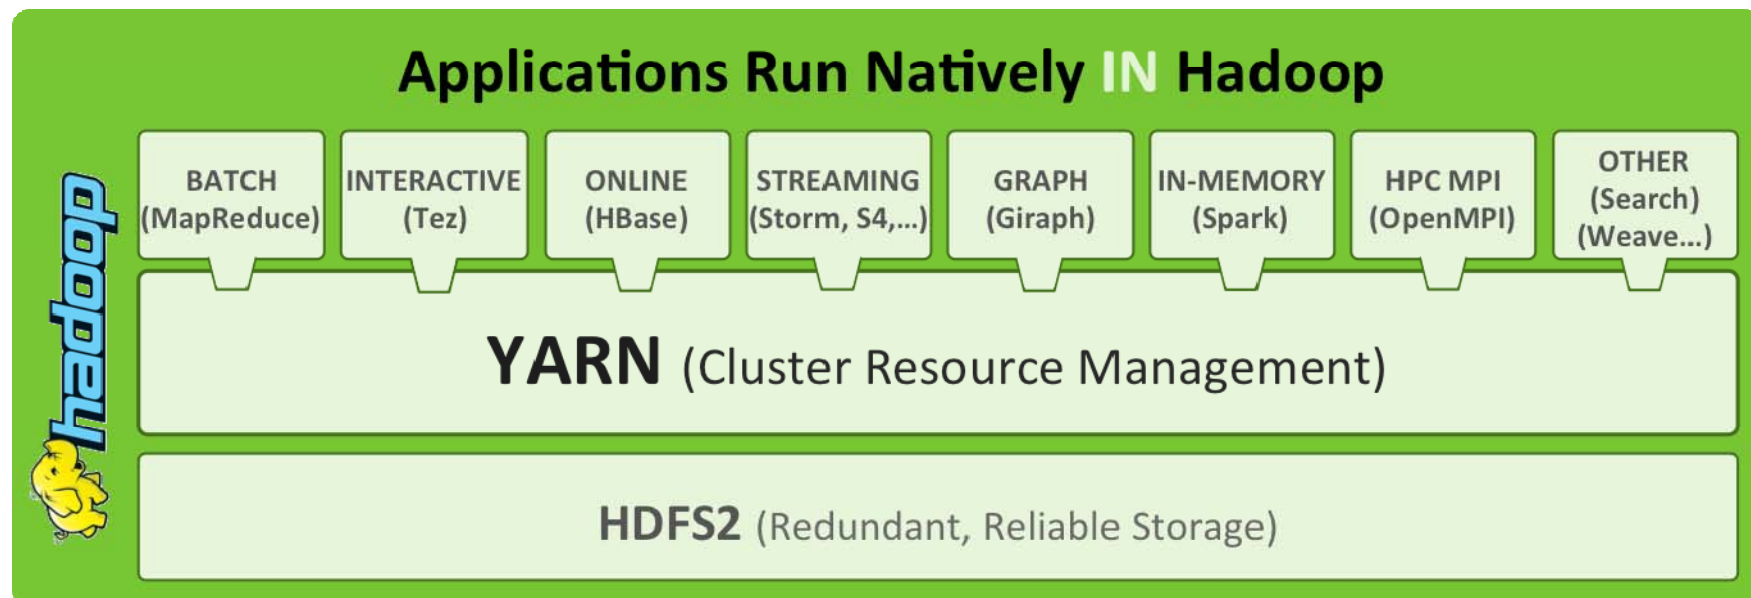 Applications Run Natively IN Hadoop
BATCH
(MapReduce)
INTERACTIVE
(Tez)
ONLINE
(HBase)
STREAMING
(Storm, S4,...)
GRAPH
(Giraph)
IN-MEMORY
(Spark)
HPC MPI
(OpenMPI)
OTHER
(Search)
(Weave...)
hadoop
YARN (Cluster Resource Management)
HDFS2 (Redundant, Reliable Storage)